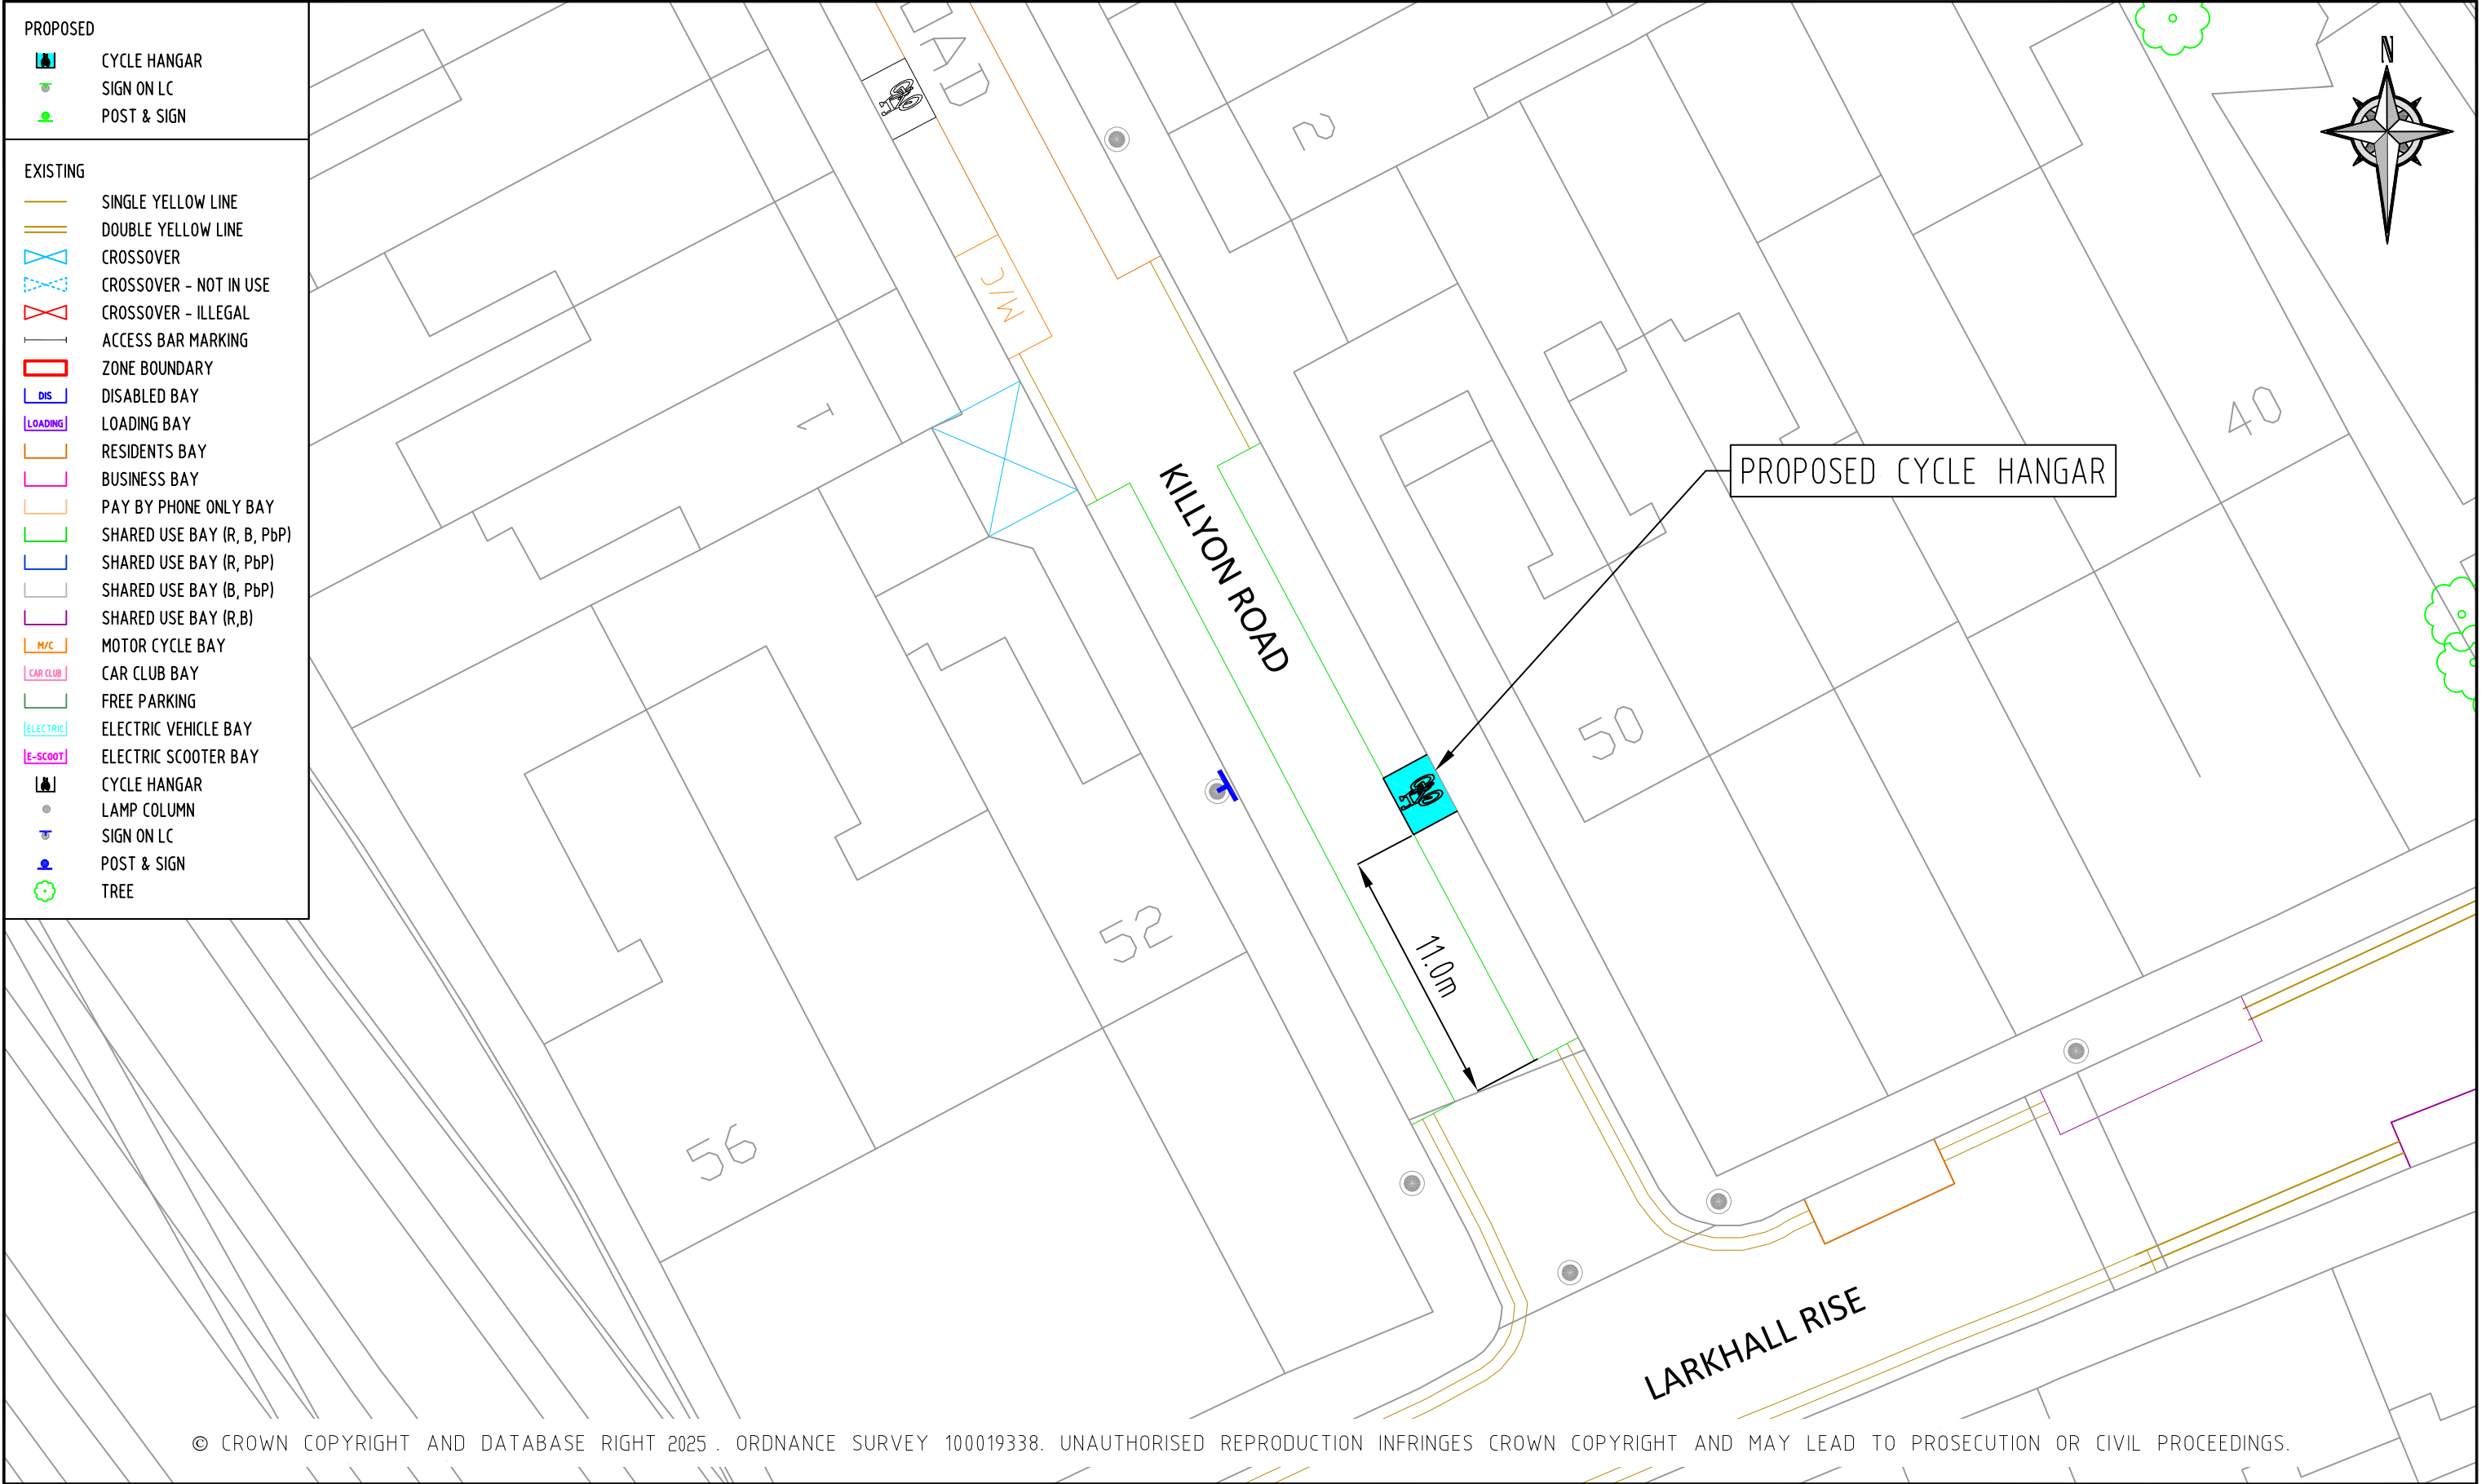 PROPOSED
CYCLE HANGAR
SIGN ON LC
POST & SIGN
EXISTING
SINGLE YELLOW LINE
DOUBLE YELLOW LINE
CROSSOVER
CROSSOVER - NOT IN USE
CROSSOVER - ILLEGAL
ACCESS BAR MARKING
ZONE BOUNDARY
DIS DISABLED BAY
LOADING LOADING BAY
RESIDENTS BAY
BUSINESS BAY
PAY BY PHONE ONLY BAY
SHARED USE BAY (R, B, PbP)
SHARED USE BAY (R, PbP)
SHARED USE BAY (B, PbP)
SHARED USE BAY (R,B)
M/C MOTOR CYCLE BAY
CAR CLUB CAR CLUB BAY
FREE PARKING
ELECTRIC ELECTRIC VEHICLE BAY
E-SCOOT ELECTRIC SCOOTER BAY
CYCLE HANGAR
LAMP COLUMN
SIGN ON LC
POST & SIGN
TREE
N
AD
2
M/C
1
40
KILLYON ROAD
PROPOSED CYCLE HANGAR
50
52
11.0m
56
LARKHALL RISE
© CROWN COPYRIGHT AND DATABASE RIGHT 2025. ORDNANCE SURVEY 100019338. UNAUTHORISED REPRODUCTION INFRINGES CROWN COPYRIGHT AND MAY LEAD TO PROSECUTION OR CIVIL PROCEEDINGS.